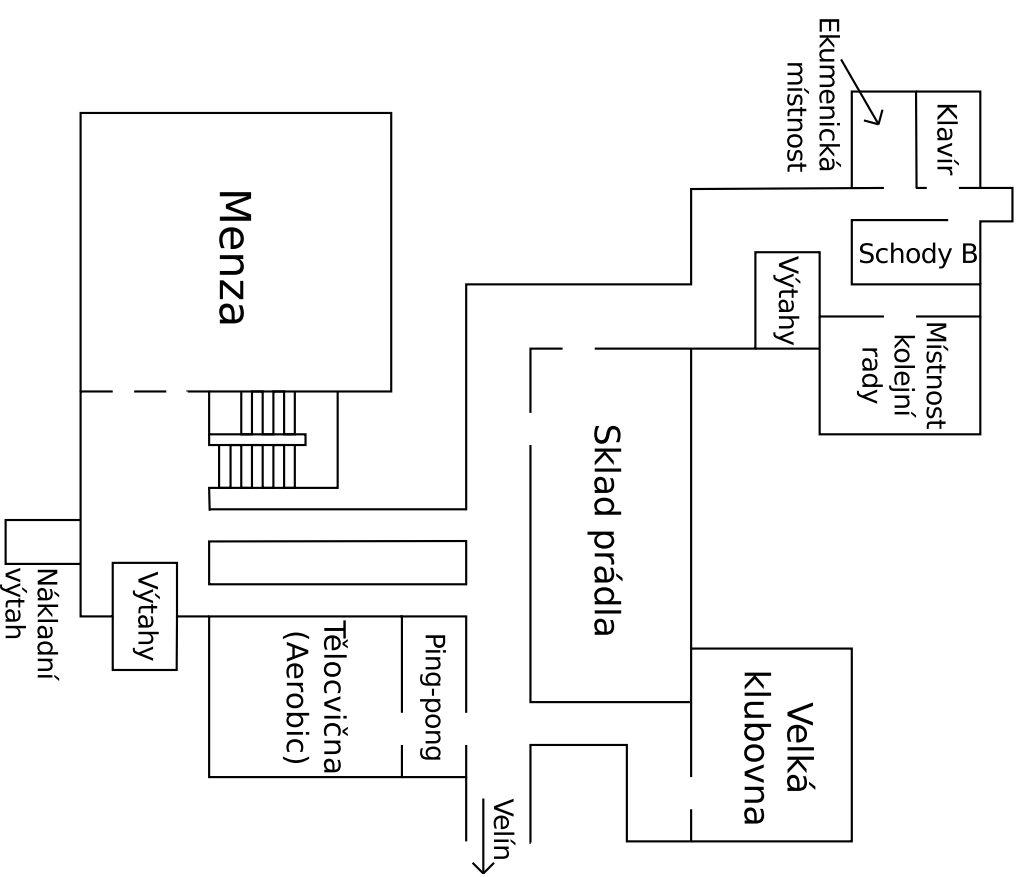 Ekumenická
místnost
Klavír
Schody B
Výtahy
Místnost
kolejní
rady
Menza
Sklad prádla
Nákladní
výtah
Výtahy
Tělocvična
(Aerobic)
Ping-pong
Velká
klubovna
Velín